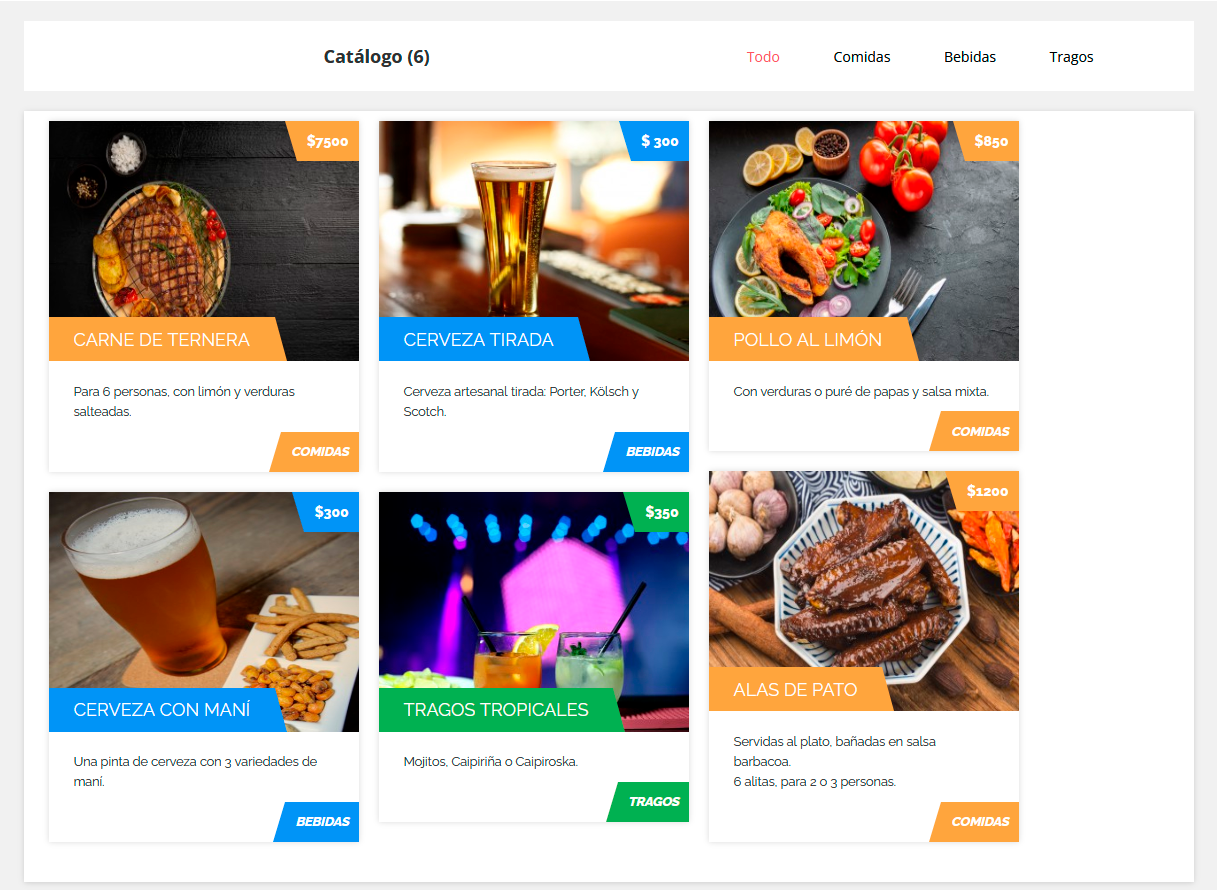 Catálogo (6)
Todo
Comidas
Bebidas
Tragos
$7500
CARNE DE TERNERA
Para 6 personas, con limón y verduras
salteadas.
COMIDAS
$ 300
CERVEZA TIRADA
Cerveza artesanal tirada: Porter, Kölsch y
Scotch.
BEBIDAS
$850
POLLO AL LIMÓN
Con verduras o puré de papas y salsa mixta.
COMIDAS
$300
CERVEZA CON MANÍ
Una pinta de cerveza con 3 variedades de
maní.
BEBIDAS
$350
TRAGOS TROPICALES
Mojitos, Caipiriña o Caipiroska.
TRAGOS
$1200
ALAS DE PATO
Servidas al plato, bañadas en salsa
barbacoa.
6 alitas, para 2 o 3 personas.
COMIDAS